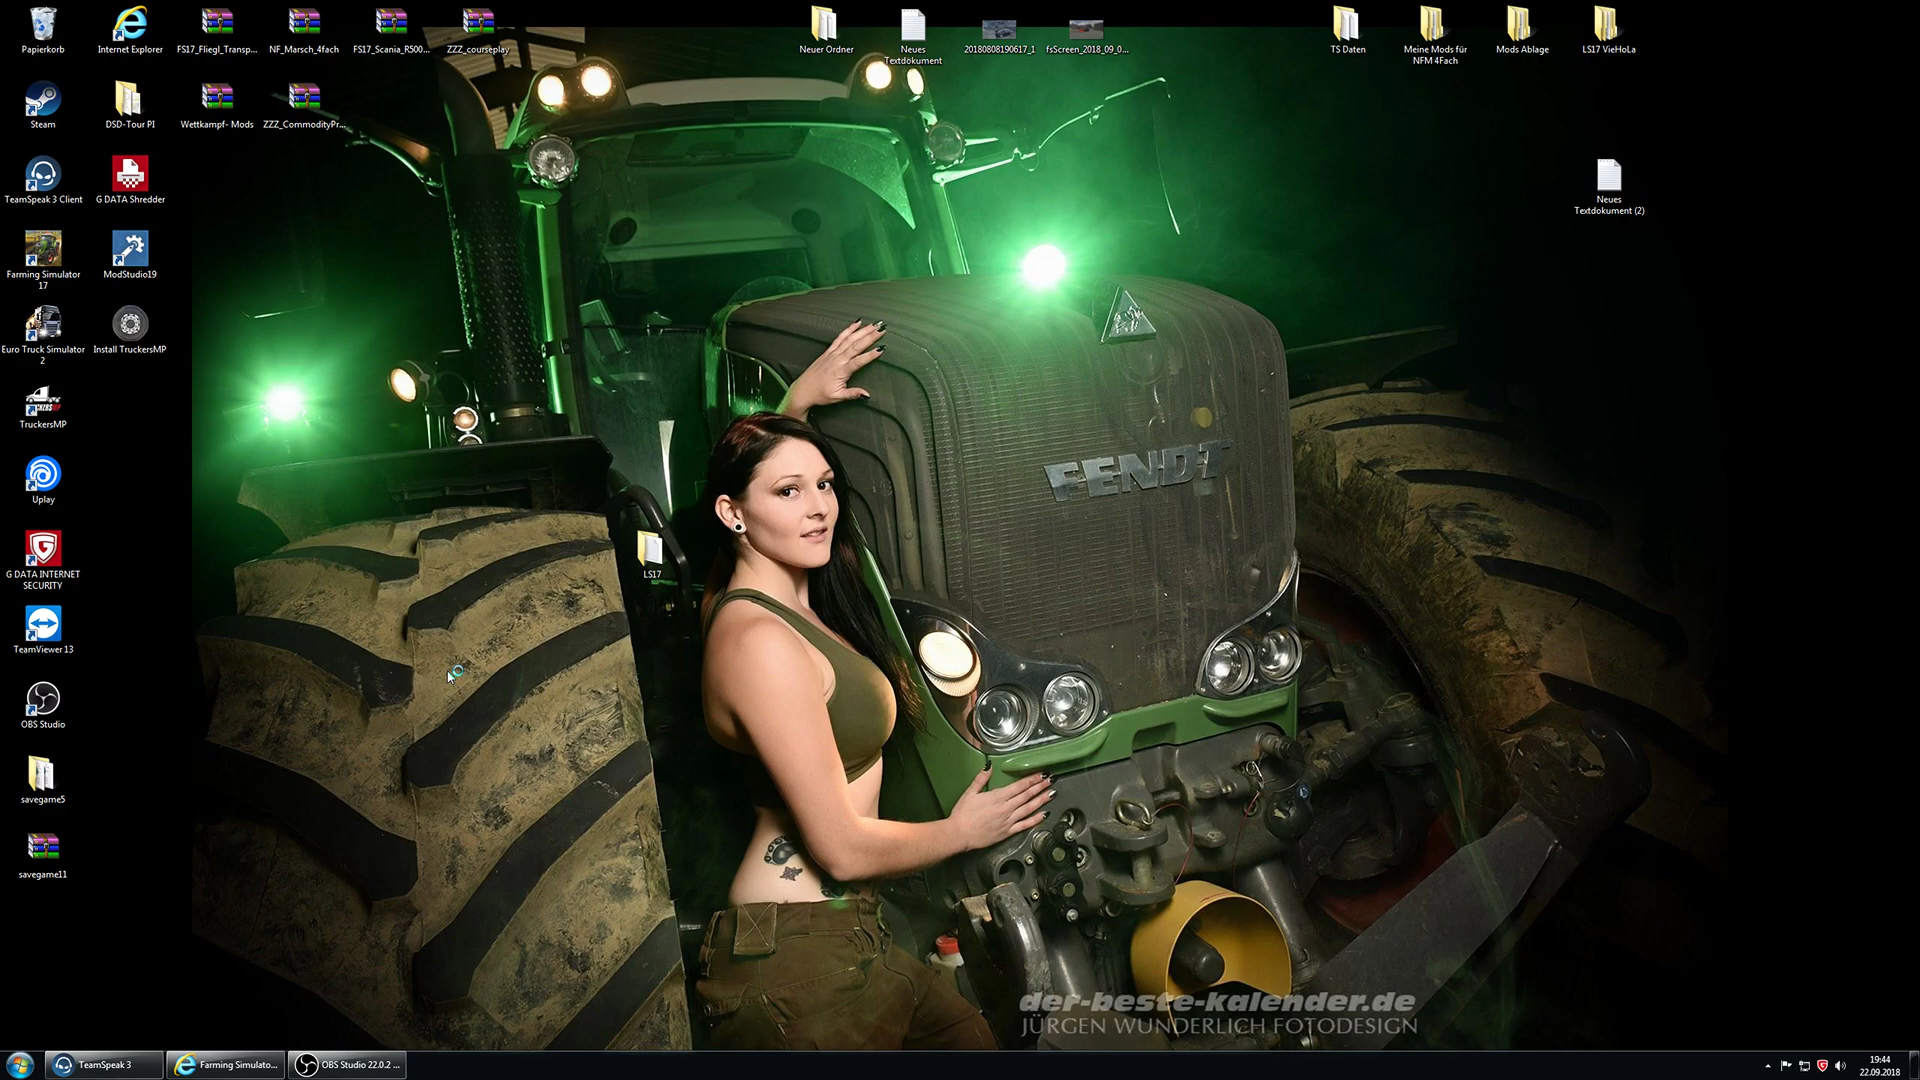 Papierkorb
Internet Explorer
FS17_Fliegl_Transp...
NF_Marsch_4fach
FS17_Scania_R500...
ZZZ_courseplay
Neuer Ordner
Neues
Textdokument
20180808190617_1
fsScreen_2018_09_0...
TS Daten
Meine Mods für
NFM 4Fach
Mods Ablage
LS17 VieHoLa
Steam
DSD-Tour PI
Wettkampf- Mods
ZZZ_CommodityPr...
TeamSpeak 3 Client
G DATA Shredder
Neues
Textdokument (2)
Farming Simulator
17
ModStudio19
Euro Truck Simulator
2
Install TruckersMP
TruckersMP
Uplay
FENDT
G DATA INTERNET
SECURITY
LS17
TeamViewer 13
OBS Studio
savegame5
savegame11
der-beste-kalender.de
JÜRGEN WUNDERLICH FOTODESIGN
TeamSpeak 3
Farming Simulato...
OBS Studio 22.0.2 ...
19:44
22.09.2018